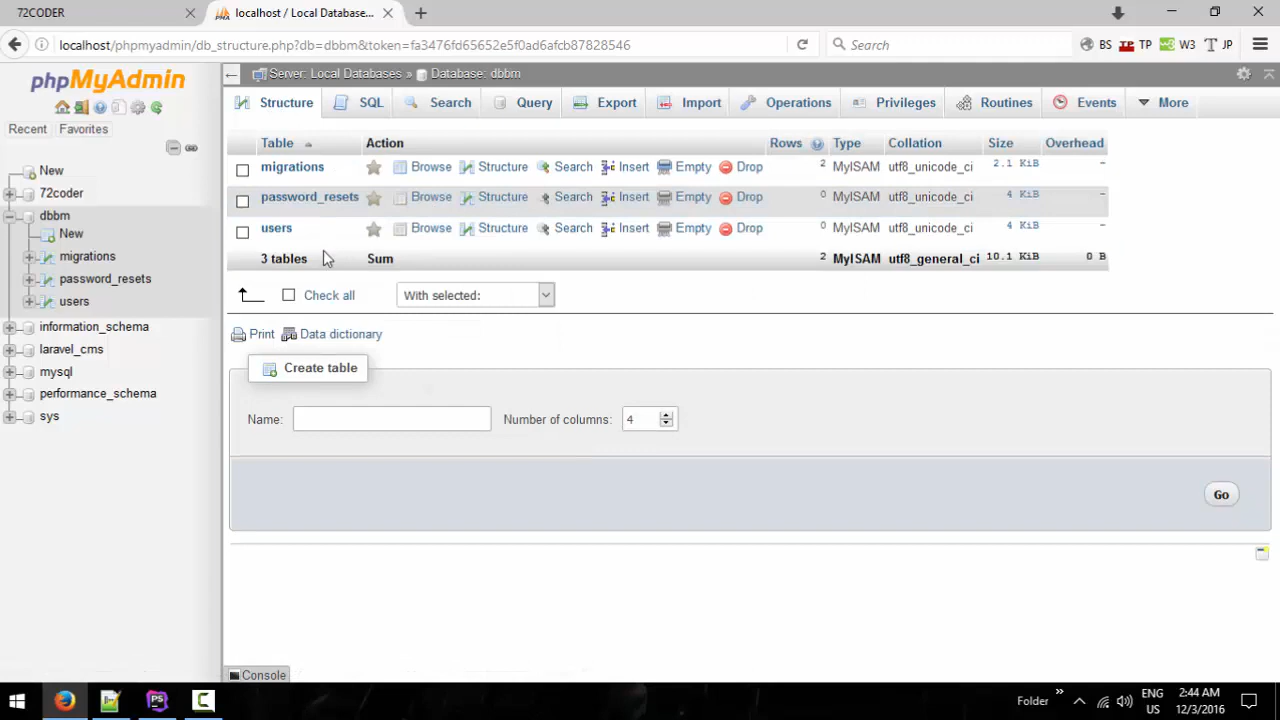 72CODER
localhost / Local Database...
localhost/phpmyadmin/db_structure.php?db=dbbm&token=fa3476fd65652e5f0ad6afcb87828546
Search
BS TP W3 JP
phpMyAdmin
Recent Favorites
New
72coder
dbbm
New
migrations
password_resets
users
information_schema
laravel_cms
mysql
performance_schema
sys
Server: Local Databases » Database: dbbm
Structure SQL Search Query Export Import Operations Privileges Routines Events More
Table Action Rows Type Collation Size Overhead
migrations Browse Structure Search Insert Empty Drop 2 MyISAM utf8_unicode_ci 2.1 KiB -
password_resets Browse Structure Search Insert Empty Drop 0 MyISAM utf8_unicode_ci 4 KiB -
users Browse Structure Search Insert Empty Drop 0 MyISAM utf8_unicode_ci 4 KiB -
3 tables Sum 2 MyISAM utf8_general_ci 10.1 KiB 0 B
Check all With selected:
Print Data dictionary
Create table
Name: Number of columns: 4
Go
Console
Folder » ENG US 2:44 AM 12/3/2016